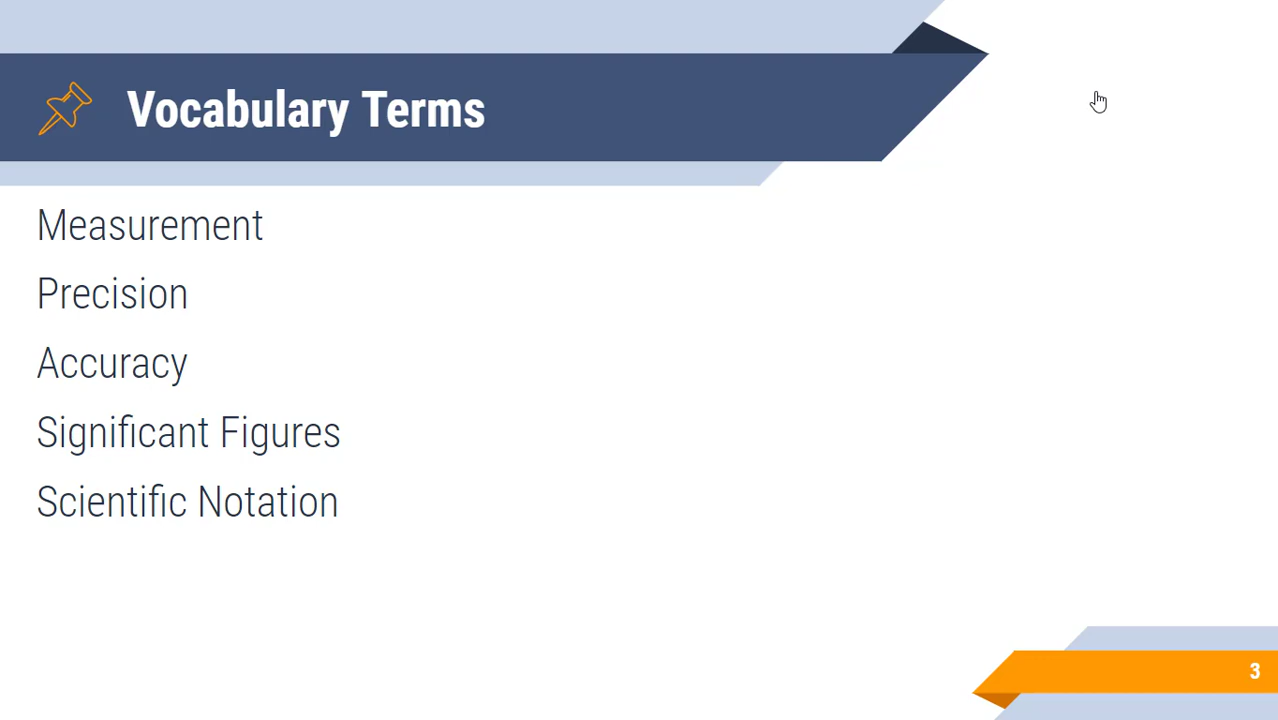 Vocabulary Terms
Measurement
Precision
Accuracy
Significant Figures
Scientific Notation
3